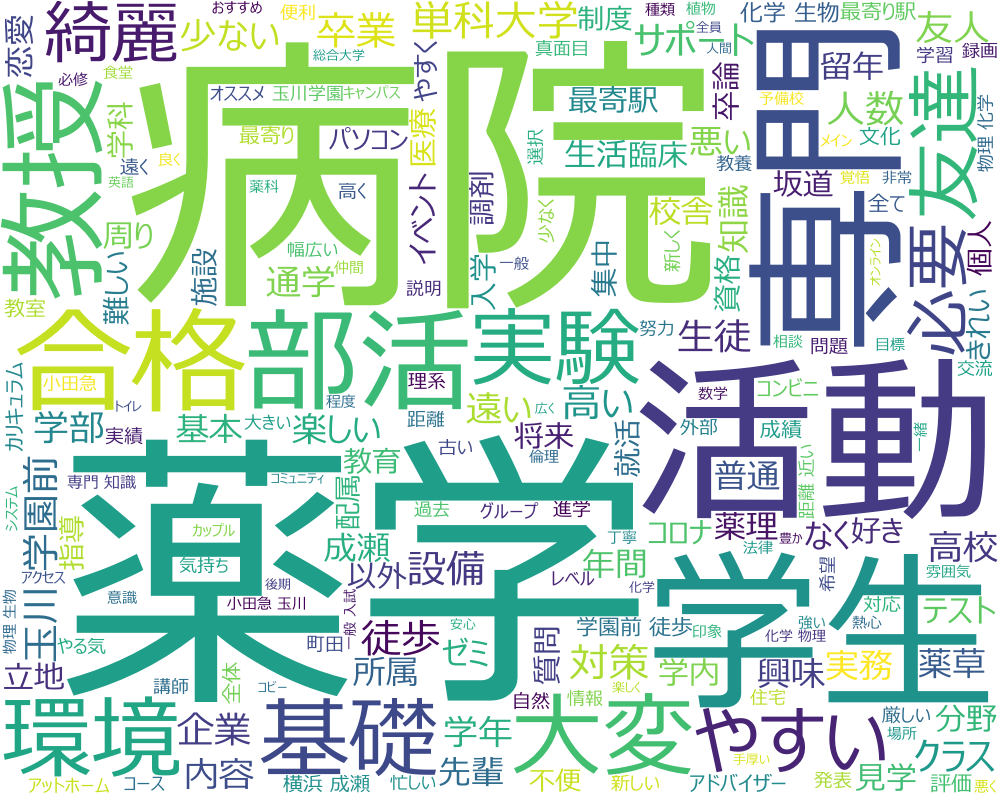 おすすめ
便利
種類
植物
化学 生物
最寄り駅
友人
恋愛
綺麗
少ない
卒業
単科大学
制度
サポート
全員
人間
学習
録画
必修
食堂
総合大学
真面目
留年
オススメ
玉川学園
キャンパス
やすく
最寄駅
卒論
予備校
人数
物理 化学
教授
学科
病院
最寄り
パソコン
医療
選択
生活
臨床
悪い
教養
専門
メイン
文化
友達
遠く
良く
英語
薬科
高く
イベント
調剤
少なく
校舎
知識
坂道
覚悟
非常
全て
周り
幅広い
仲間
一般
新しく
資格
オンライン
必要
個人
教室
難しい
施設
通学
説明
入学
集中
きれい
合格
部活
実験
努力
生徒
相談
問題
目標
交流
カリキュラム
小田急
トイレ
理系
遠い
広く
高い
活動
数学
コンビニ
学部
実績
基本
大きい
程度
楽しい
距離
将来
就活
外部
成績
一緒
専門 知識
コミュニティ
教育
古い
倫理
普通
距離 近い
システム
学園前
指導
薬学
カップル
気持ち
配属
過去
グループ
進学
コロナ
薬理
豊か
なく
好き
高校
アクセス
意識
後期
成瀬
以外
設備
レベル
丁寧
年間
法律
希望
雰囲気
物理 生物
玉川
やる気
小田急 玉川
一般 入試
化学
学生
対応
テスト
町田
徒歩
安心
学園前 徒歩
印象
化学 物理
強い
熱心
立地
講師
全体
コピー
所属
ゼミ
質問
対策
学内
興味
実務
薬草
環境
企業
基礎
学年
自然
大変
楽しく
情報
住宅
やすい
厳しい
場所
分野
内容
先輩
不便
新しい
手厚い
クラス
アットホーム
コース
横浜 成瀬
忙しい
アドバイザー
発表
見学
評価
悪く